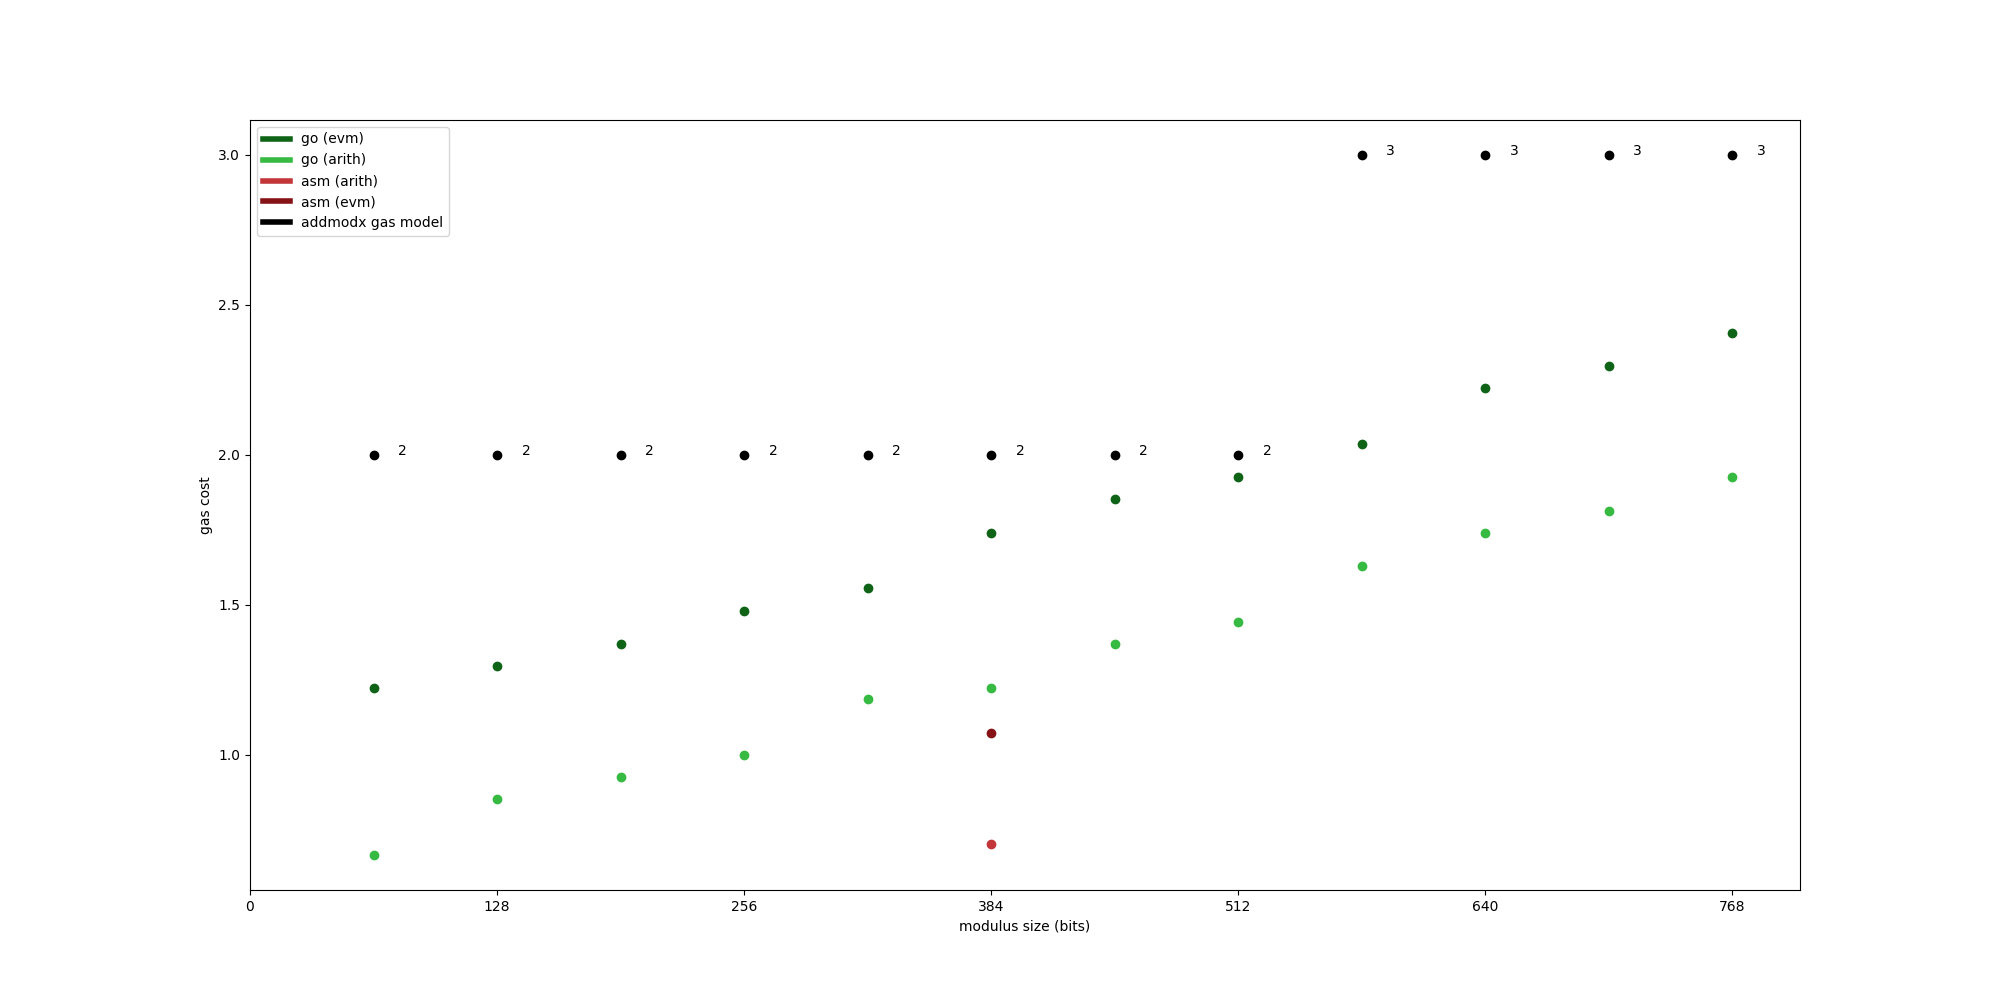 go (evm)
go (arith)
asm (arith)
asm (evm)
addmodx gas model
3 3 3 3
2 2 2 2 2 2 2 2
3.0
2.5
2.0
1.5
1.0
gas cost
0 128 256 384 512 640 768
modulus size (bits)